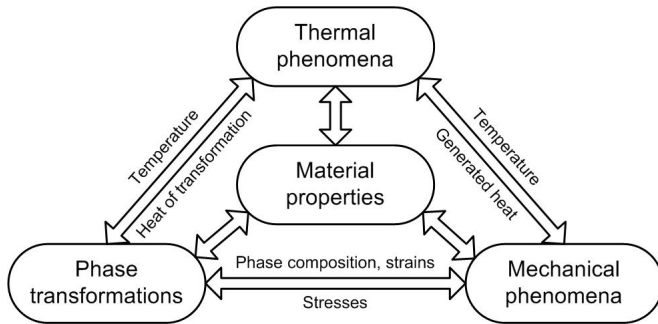 Thermal
phenomena
Temperature
Heat of transformation
Temperature
Generated heat
Material
properties
Phase
transformations
Phase composition, strains
Stresses
Mechanical
phenomena